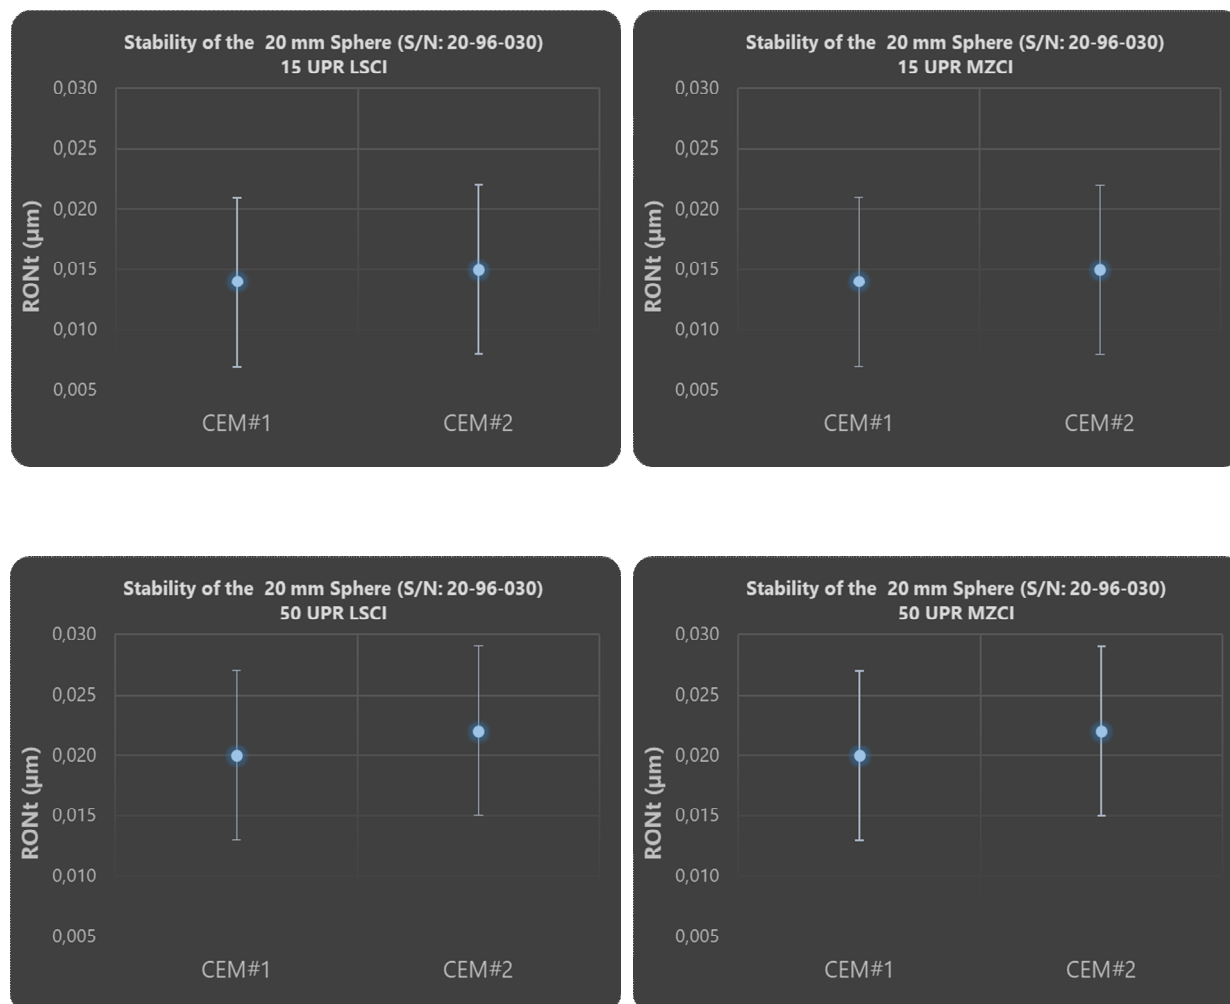 Stability of the  20 mm Sphere (S/N: 20-96-030)
15 UPR LSCI
0,030
0,025
0,020
0,015
0,010
0,005
RONt (µm)
CEM#1
CEM#2
Stability of the  20 mm Sphere (S/N: 20-96-030)
15 UPR MZCI
0,030
0,025
0,020
0,015
0,010
0,005
RONt (µm)
CEM#1
CEM#2
Stability of the  20 mm Sphere (S/N: 20-96-030)
50 UPR LSCI
0,030
0,025
0,020
0,015
0,010
0,005
RONt (µm)
CEM#1
CEM#2
Stability of the  20 mm Sphere (S/N: 20-96-030)
50 UPR MZCI
0,030
0,025
0,020
0,015
0,010
0,005
RONt (µm)
CEM#1
CEM#2